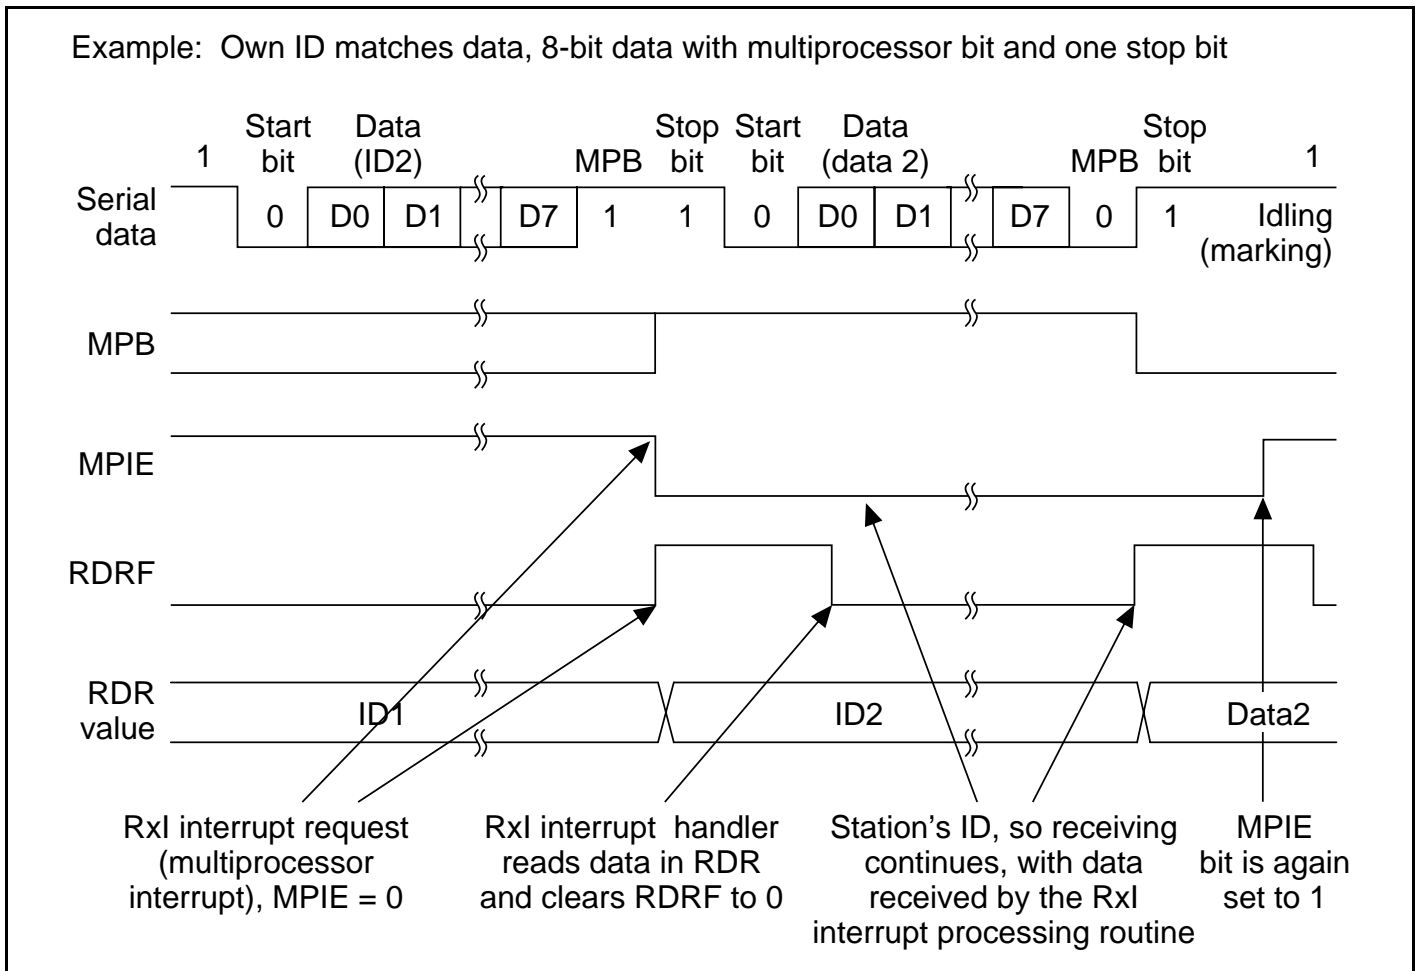 Example: Own ID matches data, 8-bit data with multiprocessor bit and one stop bit
Start bit
Data (ID2)
Stop bit
Start bit
Data (data 2)
Stop bit
1 MPB MPB 1
Serial data
0 D0 D1 D7 1 1 0 D0 D1 D7 0 1 Idling (marking)
MPB
MPIE
RDRF
RDR value
ID1 ID2 Data2
RxI interrupt request
(multiprocessor
interrupt), MPIE = 0
RxI interrupt handler
reads data in RDR
and clears RDRF to 0
Station's ID, so receiving
continues, with data
received by the RxI
interrupt processing routine
MPIE
bit is again
set to 1